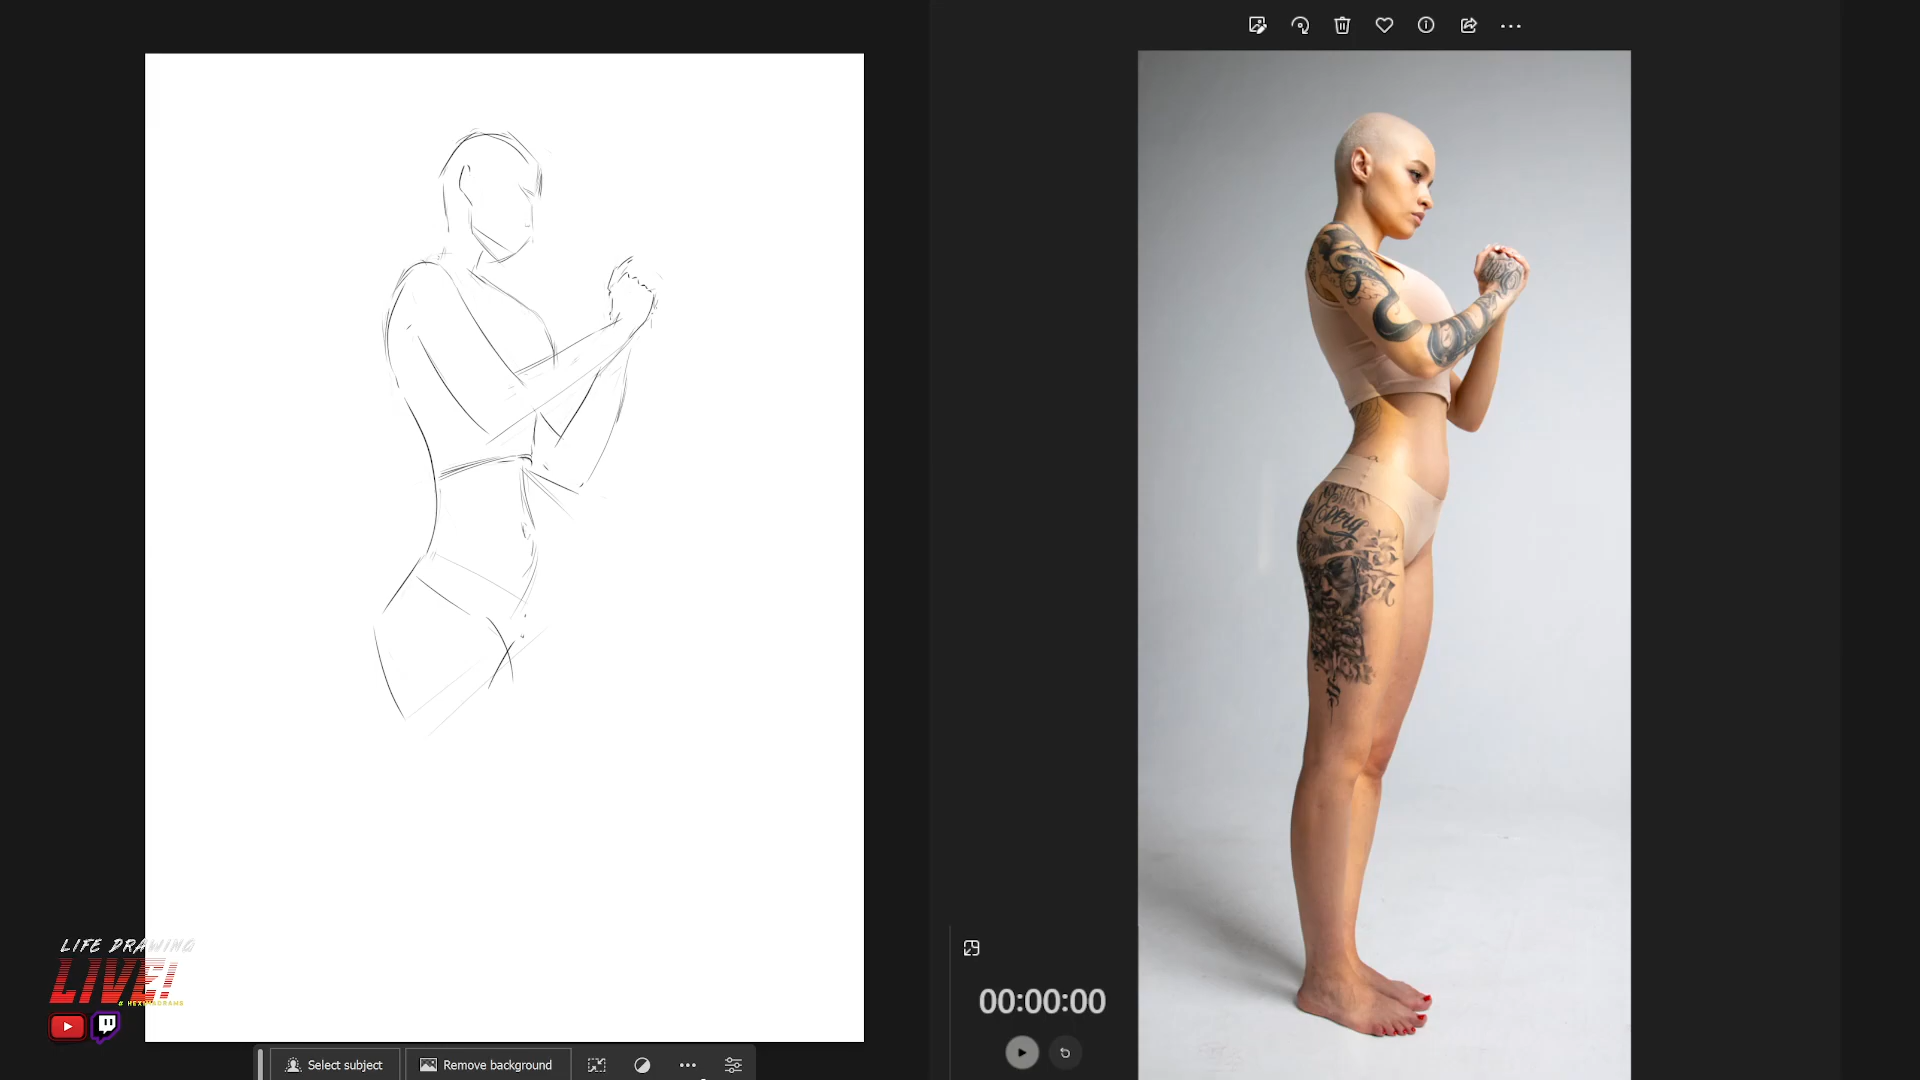 LIFE DRAWING
LIVE!
00:00:00
Select subject
Remove background